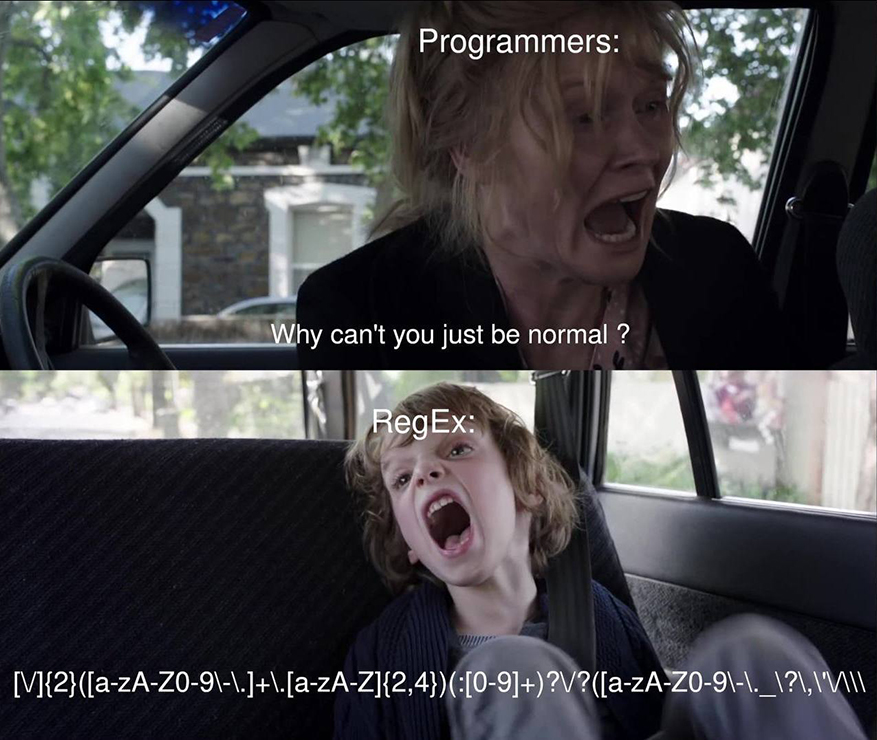 Programmers:
Why can't you just be normal ?
RegEx:
[\/]{2}([a-zA-Z0-9\-\.]+\.[a-zA-Z]{2,4})(:[0-9]+)?\/?([a-zA-Z0-9\-\._\?\,\'\/\\\